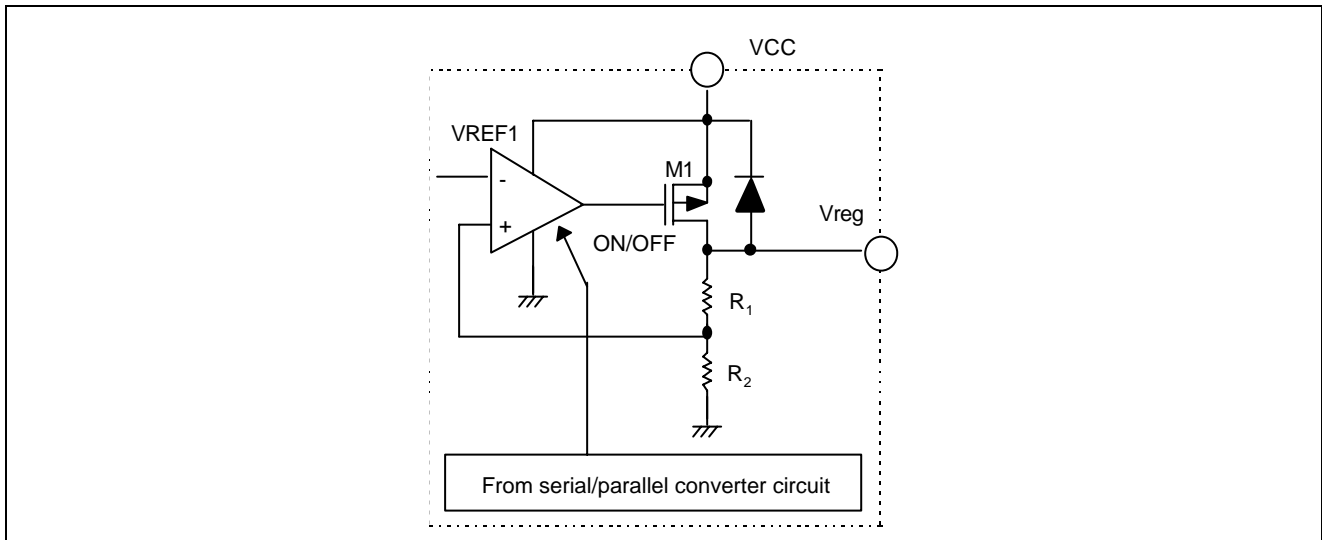 VCC
VREF1
-
M1
+
ON/OFF
Vreg
R1
R2
From serial/parallel converter circuit